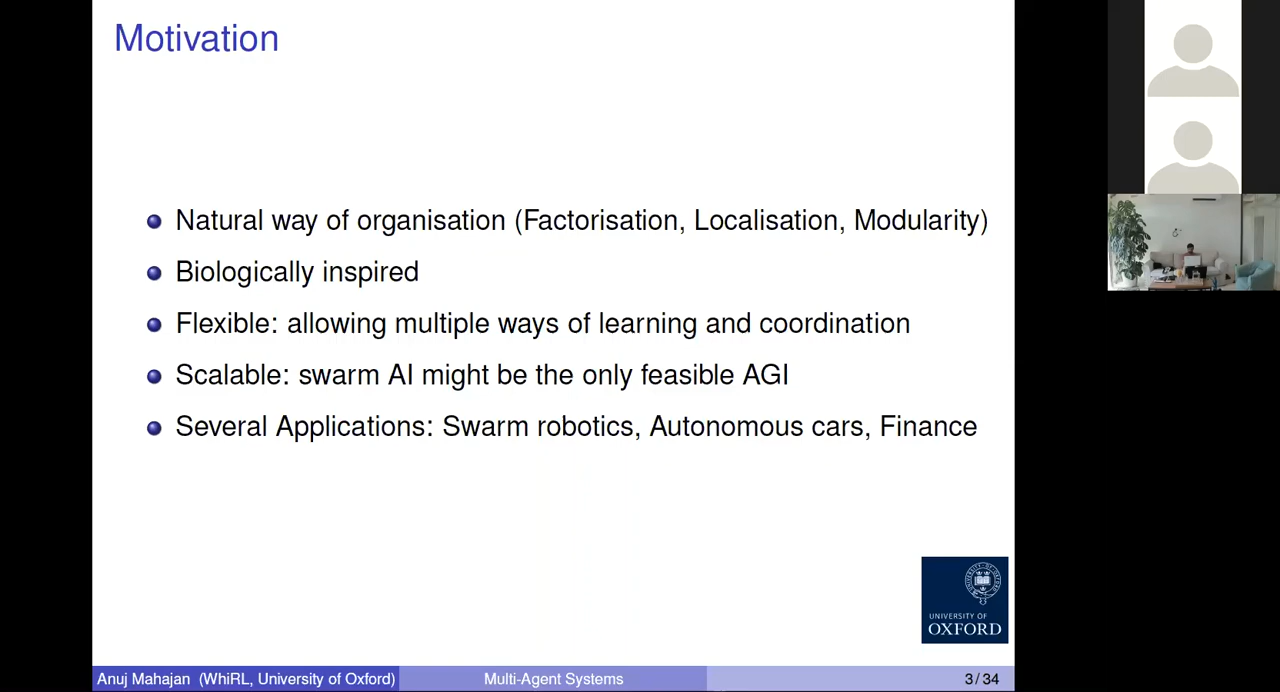 Motivation
Natural way of organisation (Factorisation, Localisation, Modularity)
Biologically inspired
Flexible: allowing multiple ways of learning and coordination
Scalable: swarm AI might be the only feasible AGI
Several Applications: Swarm robotics, Autonomous cars, Finance
UNIVERSITY OF
OXFORD
Anuj Mahajan (WhiRL, University of Oxford) Multi-Agent Systems 3 / 34